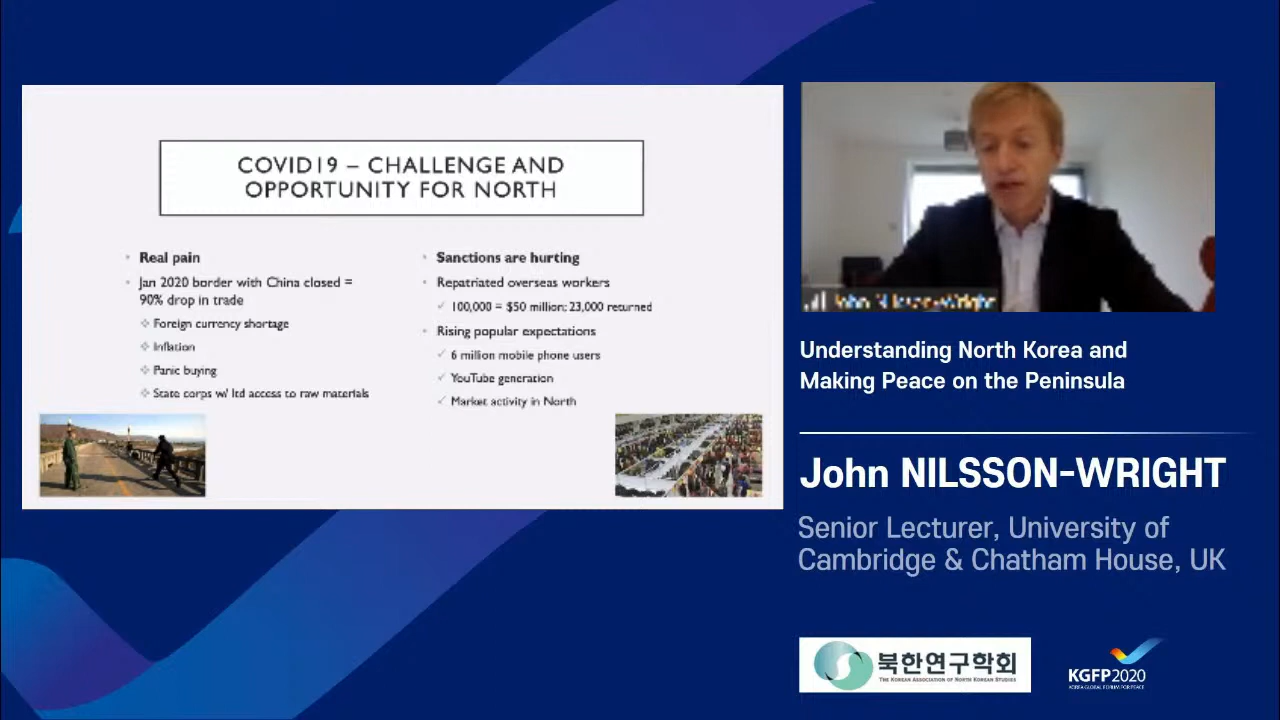 COVID19 – CHALLENGE AND
OPPORTUNITY FOR NORTH
Real pain
Jan 2020 border with China closed =
90% drop in trade
Foreign currency shortage
Inflation
Panic buying
State corps w/ ltd access to raw materials
Sanctions are hurting
Repatriated overseas workers
100,000 = $50 million; 23,000 returned
Rising popular expectations
6 million mobile phone users
YouTube generation
Market activity in North
John Nilsson-Wright
Understanding North Korea and
Making Peace on the Peninsula
John NILSSON-WRIGHT
Senior Lecturer, University of
Cambridge & Chatham House, UK
북한연구학회
THE KOREAN ASSOCIATION OF NORTH KOREAN STUDIES
KGFP2020
KOREA GLOBAL FORUM FOR PEACE